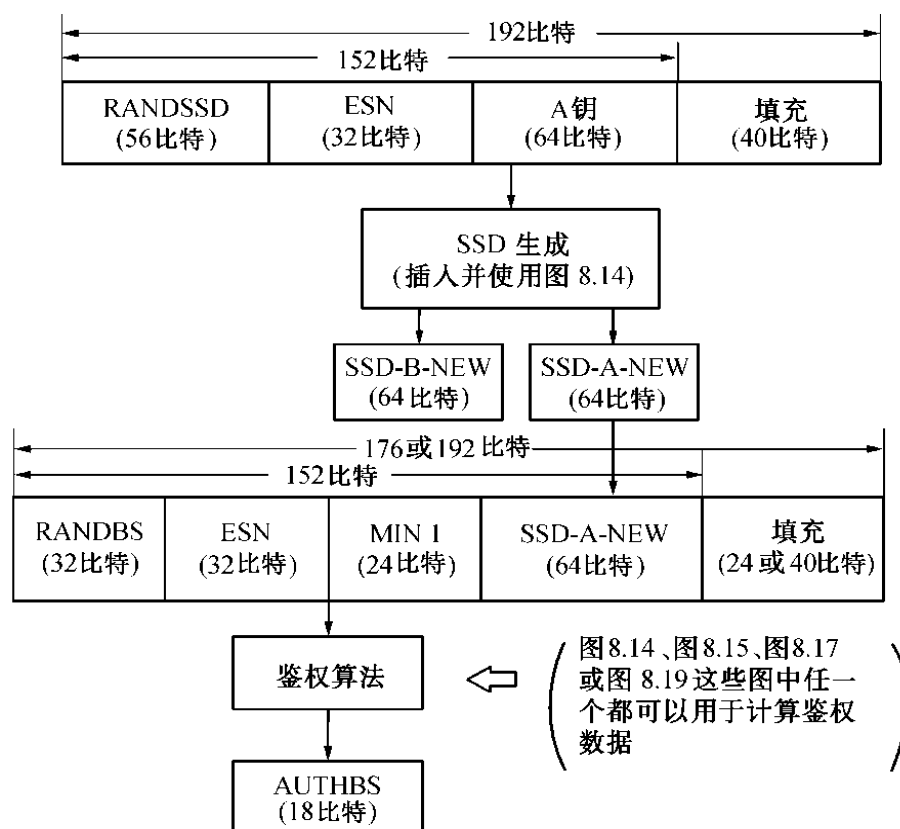 192比特
152比特
RANDSSD
(56比特)
ESN
(32比特)
A钥
(64比特)
填充
(40比特)
SSD 生成
(插入并使用图 8.14)
SSD-B-NEW
(64比特)
SSD-A-NEW
(64比特)
176或192比特
152比特
RANDBS
(32比特)
ESN
(32比特)
MIN 1
(24比特)
SSD-A-NEW
(64比特)
填充
(24或40比特)
鉴权算法
图8.14、图8.15、图8.17
或图 8.19这些图中任一
个都可以用于计算鉴权
数据
AUTHBS
(18比特)